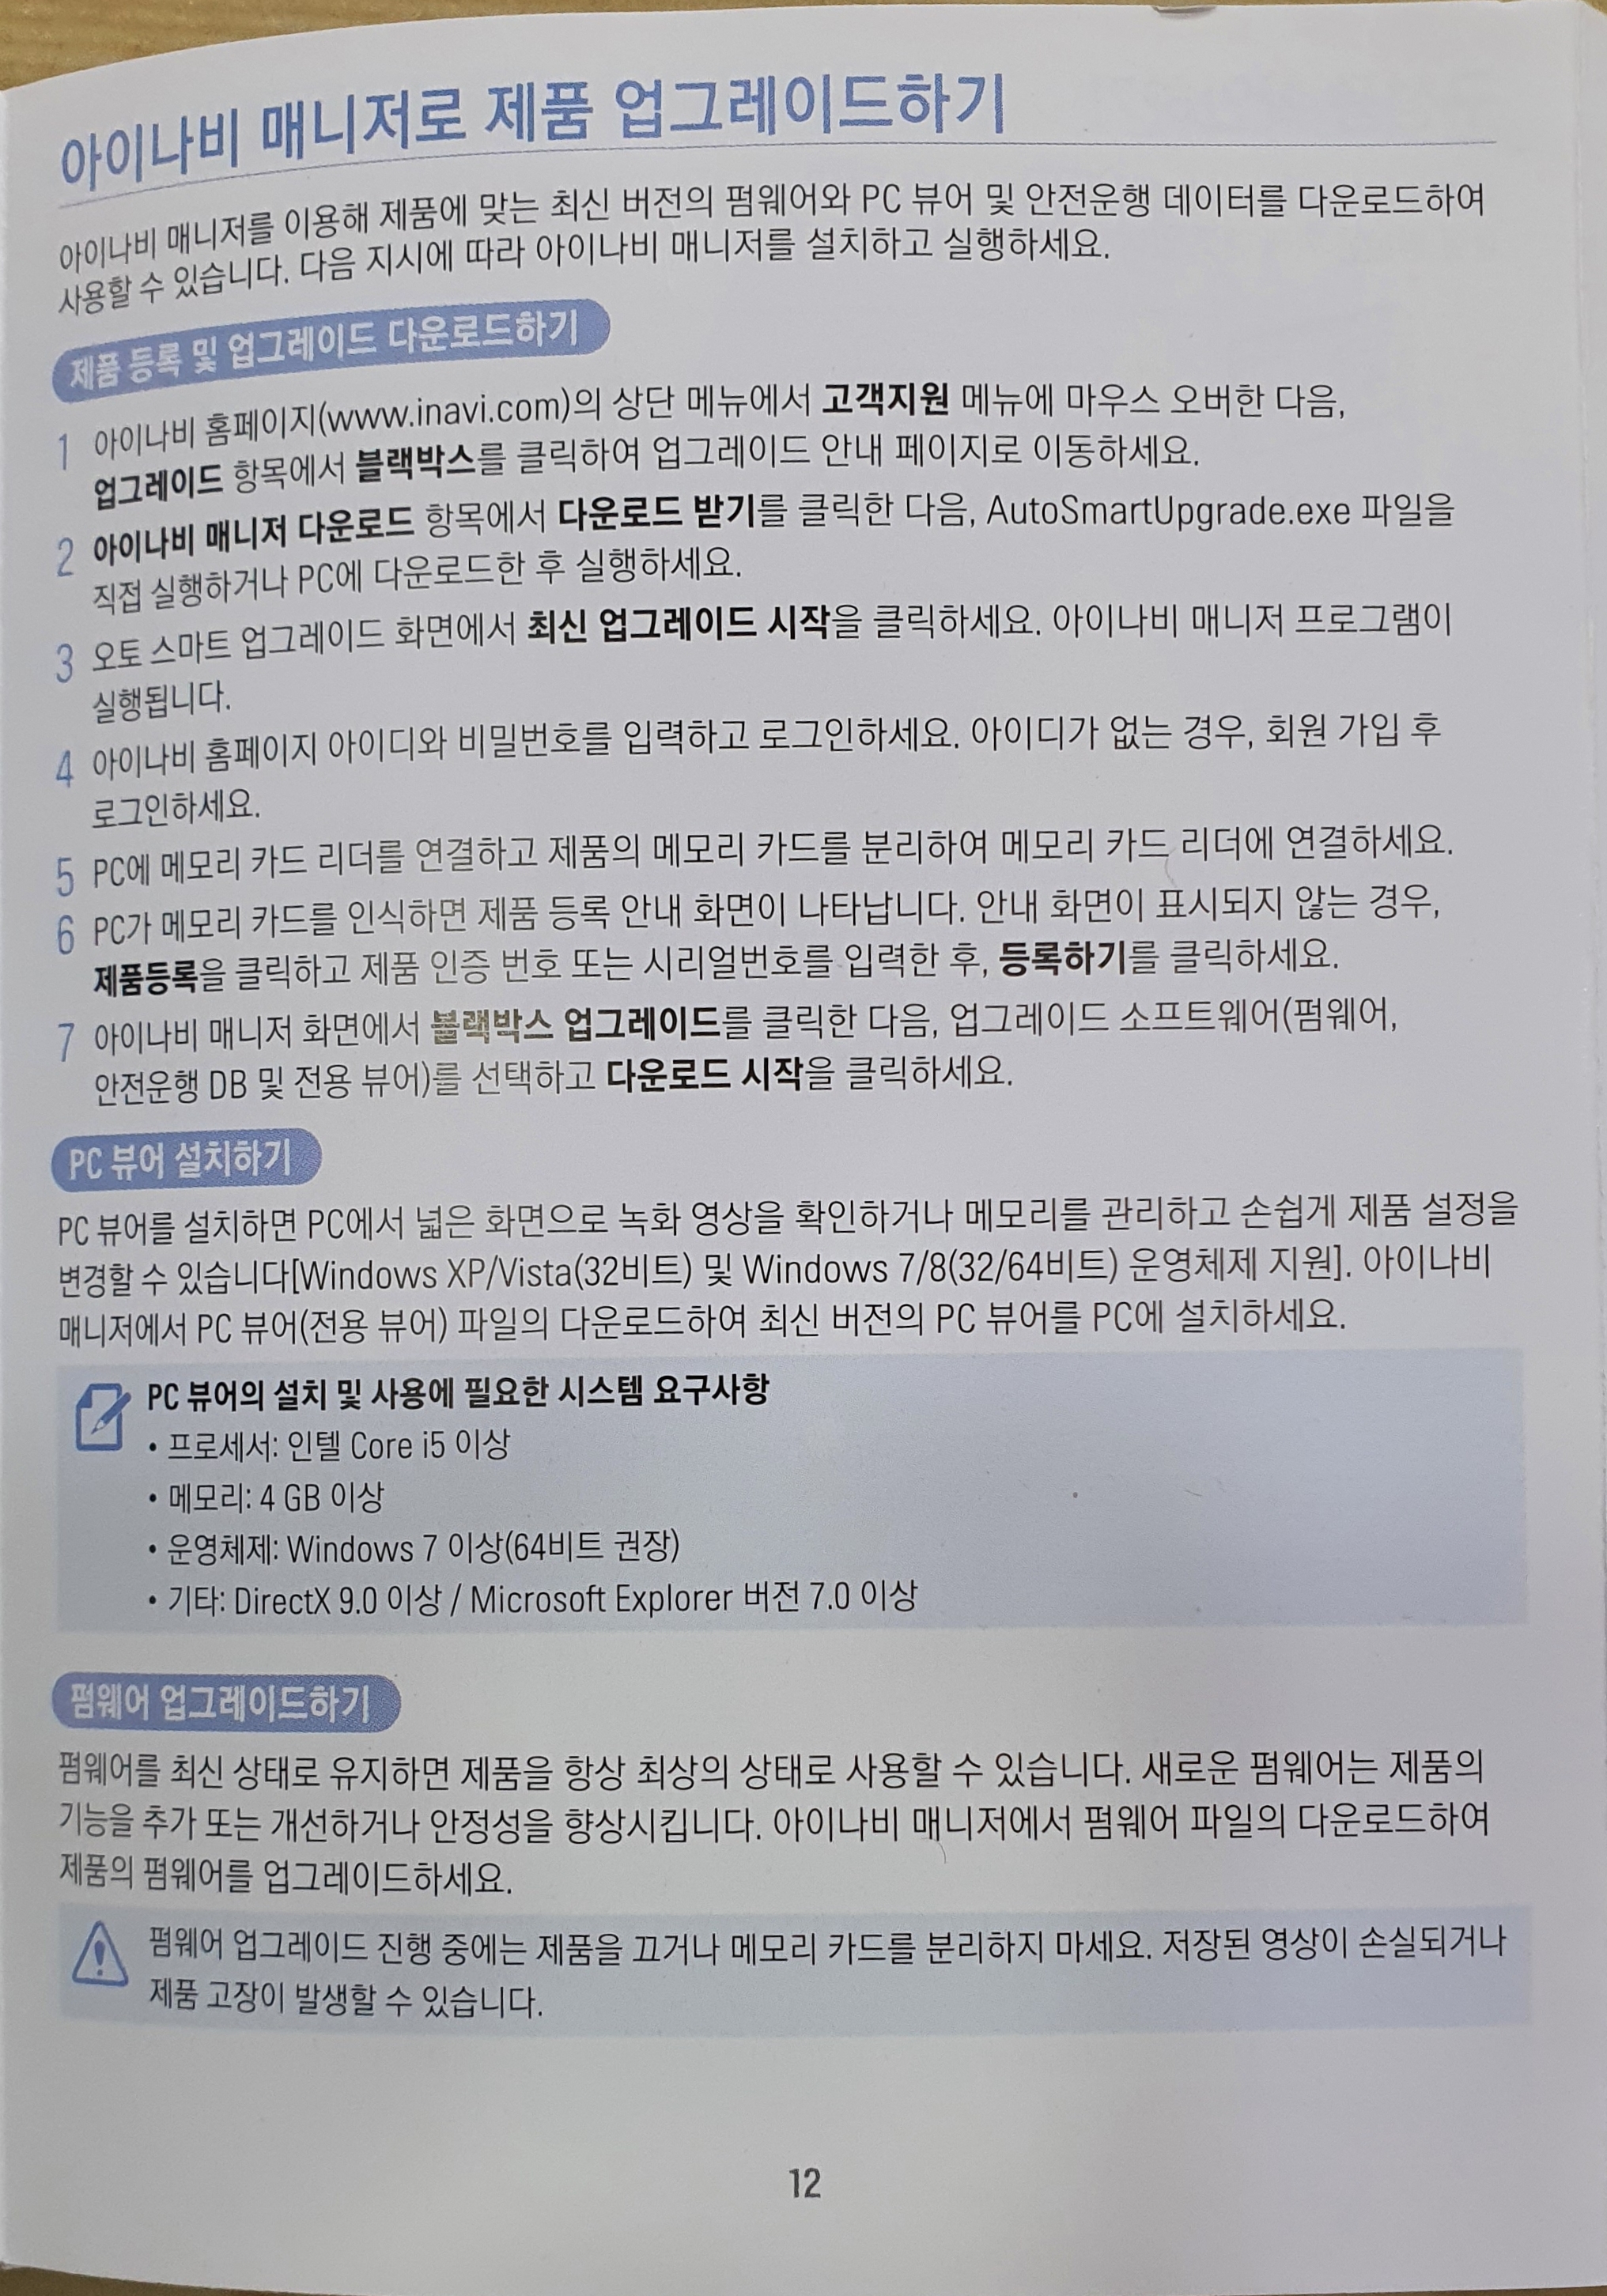 아이나비 매니저로 제품 업그레이드하기
아이나비 매니저를 이용해 제품에 맞는 최신 버전의 펌웨어와 PC 뷰어 및 안전운행 데이터를 다운로드하여
사용할 수 있습니다. 다음 지시에 따라 아이나비 매니저를 설치하고 실행하세요.
제품 등록 및 업그레이드 다운로드하기
1 아이나비 홈페이지(www.inavi.com)의 상단 메뉴에서 고객지원 메뉴에 마우스 오버한 다음,
업그레이드 항목에서 블랙박스를 클릭하여 업그레이드 안내 페이지로 이동하세요.
2 아이나비 매니저 다운로드 항목에서 다운로드 받기를 클릭한 다음, AutoSmartUpgrade.exe 파일을
직접 실행하거나 PC에 다운로드한 후 실행하세요.
3 오토 스마트 업그레이드 화면에서 최신 업그레이드 시작을 클릭하세요. 아이나비 매니저 프로그램이
실행됩니다.
4 아이나비 홈페이지 아이디와 비밀번호를 입력하고 로그인하세요. 아이디가 없는 경우, 회원 가입 후
로그인하세요.
5 PC에 메모리 카드 리더를 연결하고 제품의 메모리 카드를 분리하여 메모리 카드 리더에 연결하세요.
6 PC가 메모리 카드를 인식하면 제품 등록 안내 화면이 나타납니다. 안내 화면이 표시되지 않는 경우,
제품등록을 클릭하고 제품 인증 번호 또는 시리얼번호를 입력한 후, 등록하기를 클릭하세요.
7 아이나비 매니저 화면에서 블랙박스 업그레이드를 클릭한 다음, 업그레이드 소프트웨어(펌웨어,
안전운행 DB 및 전용 뷰어)를 선택하고 다운로드 시작을 클릭하세요.
PC 뷰어 설치하기
PC 뷰어를 설치하면 PC에서 넓은 화면으로 녹화 영상을 확인하거나 메모리를 관리하고 손쉽게 제품 설정을
변경할 수 있습니다[Windows XP/Vista(32비트) 및 Windows 7/8(32/64비트) 운영체제 지원]. 아이나비
매니저에서 PC 뷰어(전용 뷰어) 파일의 다운로드하여 최신 버전의 PC 뷰어를 PC에 설치하세요.
PC 뷰어의 설치 및 사용에 필요한 시스템 요구사항
• 프로세서: 인텔 Core i5 이상
• 메모리: 4 GB 이상
• 운영체제: Windows 7 이상(64비트 권장)
• 기타: DirectX 9.0 이상 / Microsoft Explorer 버전 7.0 이상
펌웨어 업그레이드하기
펌웨어를 최신 상태로 유지하면 제품을 항상 최상의 상태로 사용할 수 있습니다. 새로운 펌웨어는 제품의
기능을 추가 또는 개선하거나 안정성을 향상시킵니다. 아이나비 매니저에서 펌웨어 파일의 다운로드하여
제품의 펌웨어를 업그레이드하세요.
펌웨어 업그레이드 진행 중에는 제품을 끄거나 메모리 카드를 분리하지 마세요. 저장된 영상이 손실되거나
제품 고장이 발생할 수 있습니다.
12